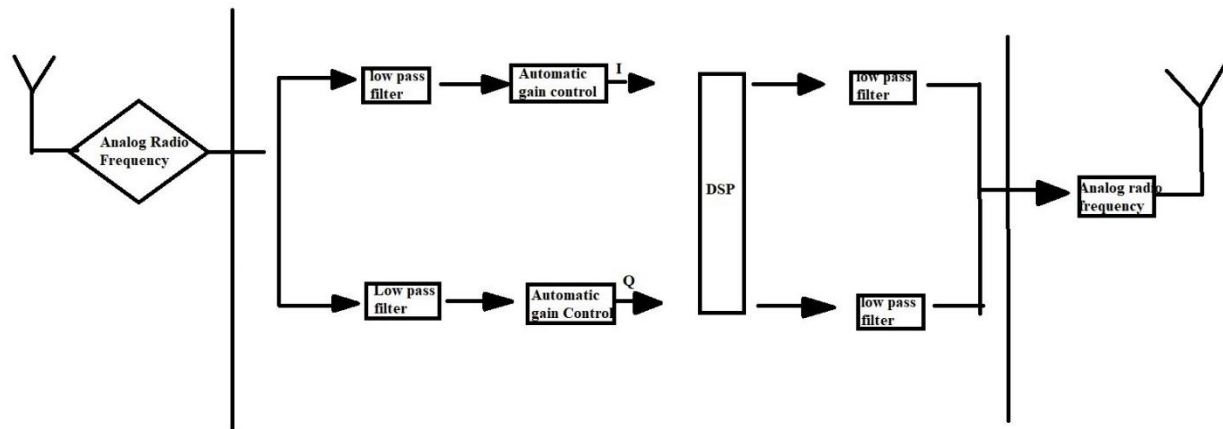 Analog Radio
Frequency
low pass
filter
Automatic
gain control
I
DSP
low pass
filter
Analog radio
frequency
Low pass
filter
Automatic
gain Control
Q
low pass
filter